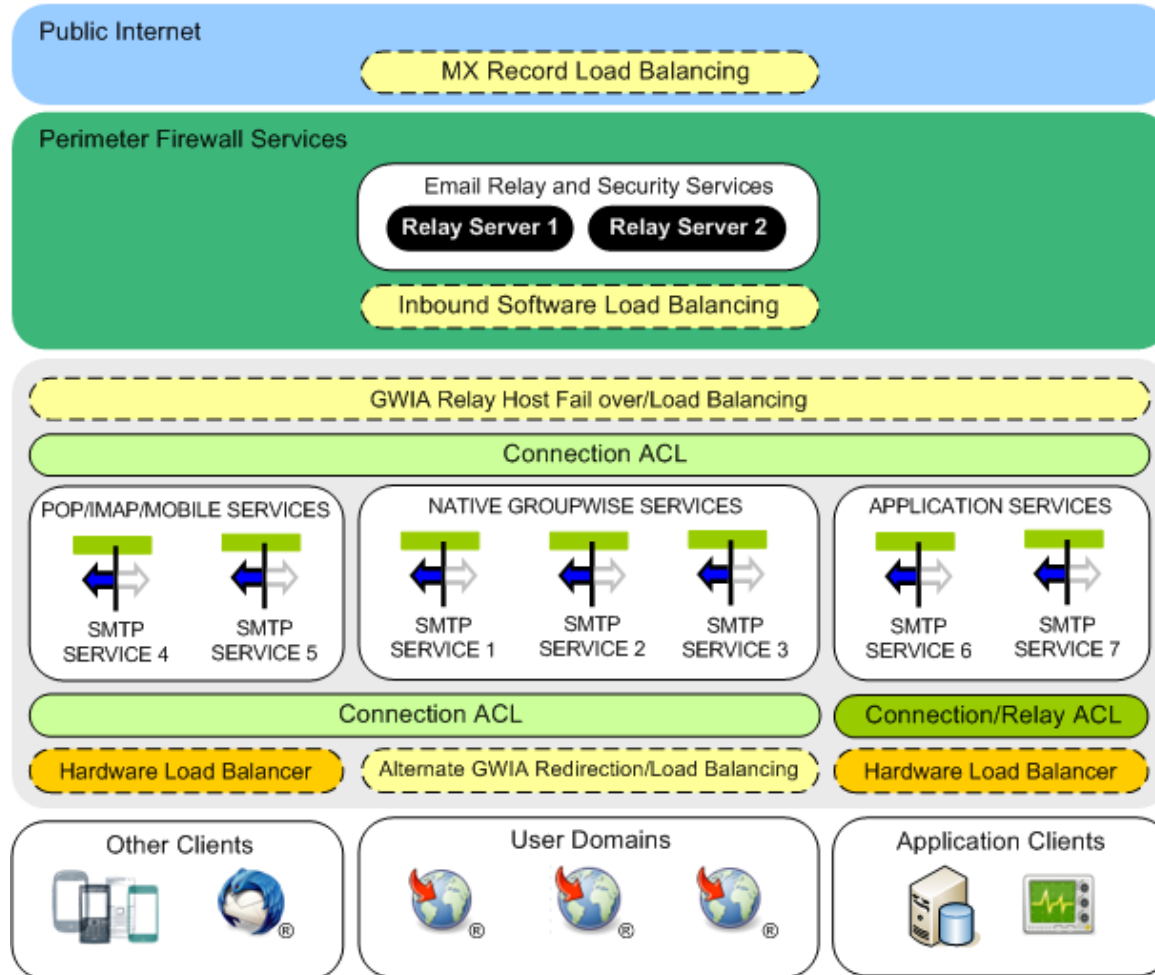 Public Internet
MX Record Load Balancing
Perimeter Firewall Services
Email Relay and Security Services
Relay Server 1
Relay Server 2
Inbound Software Load Balancing
GWIA Relay Host Fail over/Load Balancing
Connection ACL
POP/IMAP/MOBILE SERVICES
SMTP
SERVICE 4
SMTP
SERVICE 5
NATIVE GROUPWISE SERVICES
SMTP
SERVICE 1
SMTP
SERVICE 2
SMTP
SERVICE 3
APPLICATION SERVICES
SMTP
SERVICE 6
SMTP
SERVICE 7
Connection ACL
Connection/Relay ACL
Hardware Load Balancer
Alternate GWIA Redirection/Load Balancing
Hardware Load Balancer
Other Clients
®
User Domains
®
®
®
Application Clients